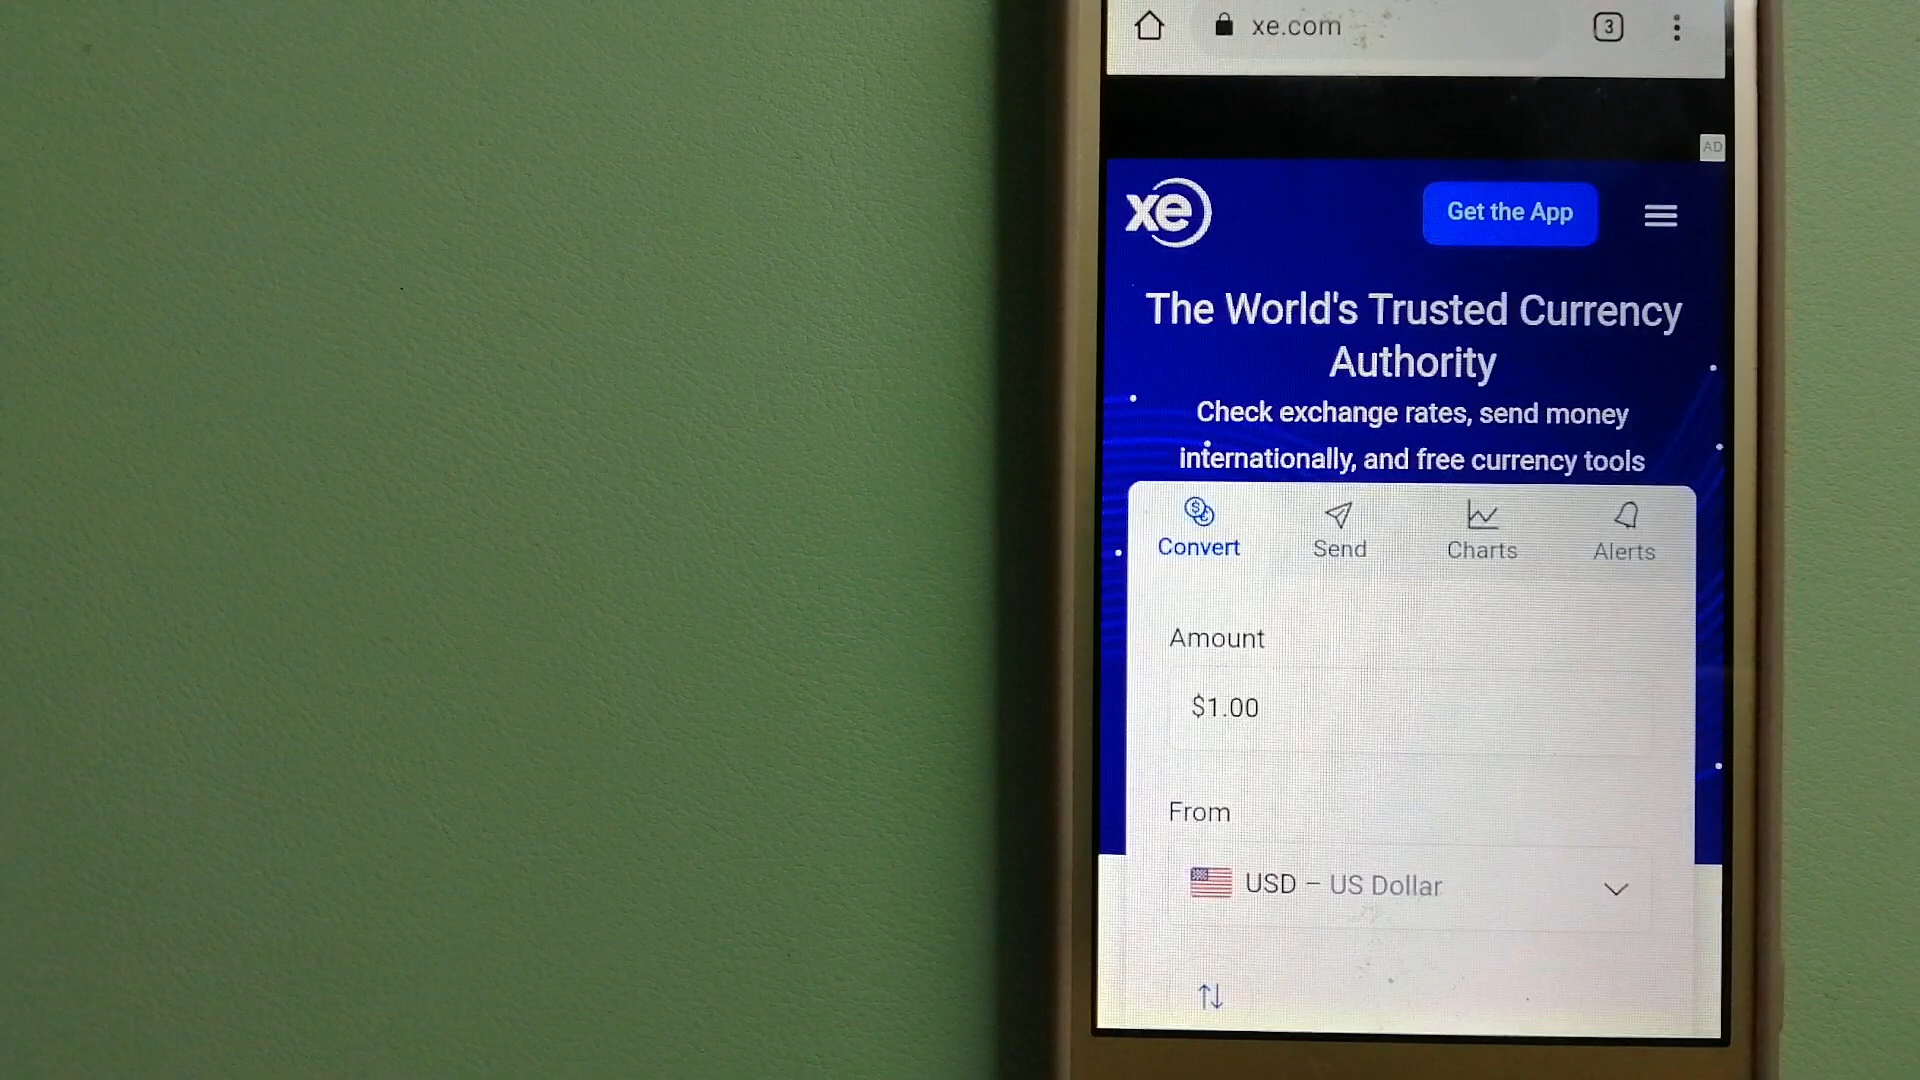 xe.com
3
AD
xe
Get the App
The World's Trusted Currency
Authority
Check exchange rates, send money
internationally, and free currency tools
Convert
Send
Charts
Alerts
Amount
$1.00
From
USD – US Dollar